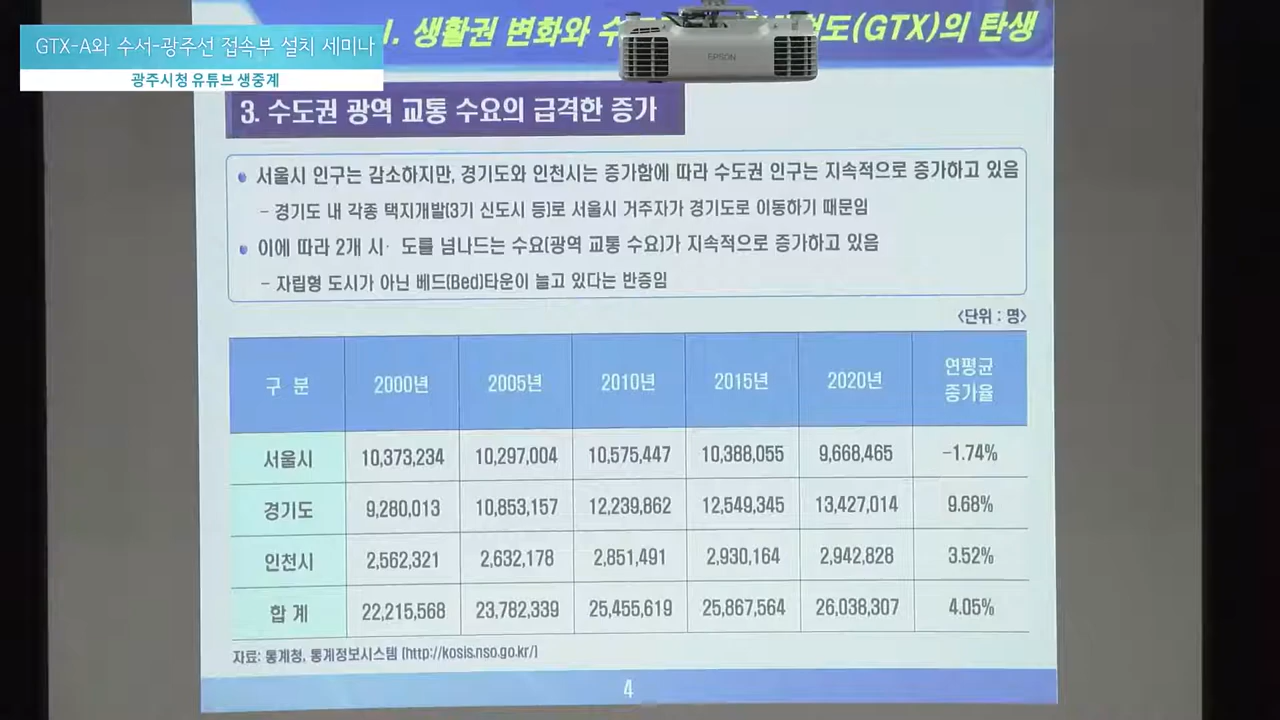 GTX-A와 수서-광주선 접속부 설치 세미나
광주시청 유튜브 생중계
1. 생활권 변화와 수 도(GTX)의 탄생
EPSON
3. 수도권 광역 교통 수요의 급격한 증가
서울시 인구는 감소하지만, 경기도와 인천시는 증가함에 따라 수도권 인구는 지속적으로 증가하고 있음
- 경기도 내 각종 택지개발(3기 신도시 등)로 서울시 거주자가 경기도로 이동하기 때문임
이에 따라 2개 시· 도를 넘나드는 수요(광역 교통 수요)가 지속적으로 증가하고 있음
- 자립형 도시가 아닌 베드(Bed)타운이 늘고 있다는 반증임
<단위 : 명>
구 분 2000년 2005년 2010년 2015년 2020년 연평균 증가율
서울시 10,373,234 10,297,004 10,575,447 10,388,055 9,668,465 -1.74%
경기도 9,280,013 10,853,157 12,239,862 12,549,345 13,427,014 9.68%
인천시 2,562,321 2,632,178 2,851,491 2,930,164 2,942,828 3.52%
합 계 22,215,568 23.782,339 25,455,619 25,867,564 26,038,307 4.05%
자료: 통계청, 통계정보시스템 (http://kosis.nso.go.kr/)
4